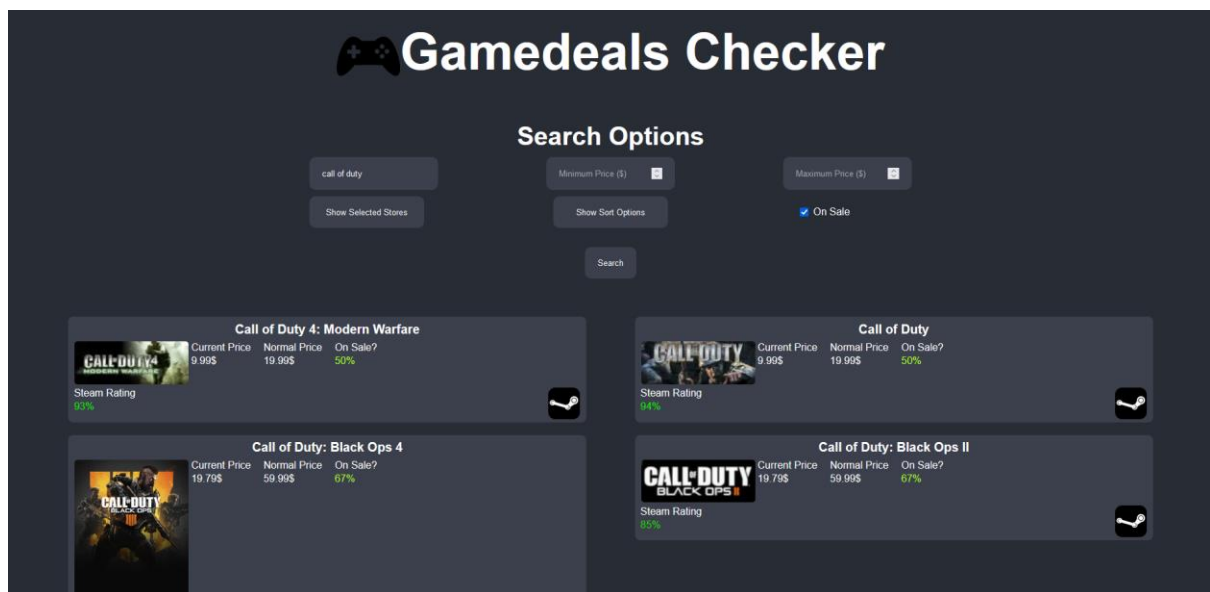 Gamedeals Checker
Search Options
call of duty
Minimum Price ($)
Maximum Price ($)
Show Selected Stores
Show Sort Options
On Sale
Search
Call of Duty 4: Modern Warfare
CALL OF DUTY 4
MODERN WARFARE
Current Price Normal Price On Sale?
9.99$ 19.99$ 50%
Steam Rating
93%
Call of Duty
CALL OF DUTY
Current Price Normal Price On Sale?
9.99$ 19.99$ 50%
Steam Rating
94%
Call of Duty: Black Ops 4
CALL OF DUTY
BLACK OPS
IIII
Current Price Normal Price On Sale?
19.79$ 59.99$ 67%
Call of Duty: Black Ops II
CALL OF DUTY
BLACK OPS II
Current Price Normal Price On Sale?
19.79$ 59.99$ 67%
Steam Rating
85%